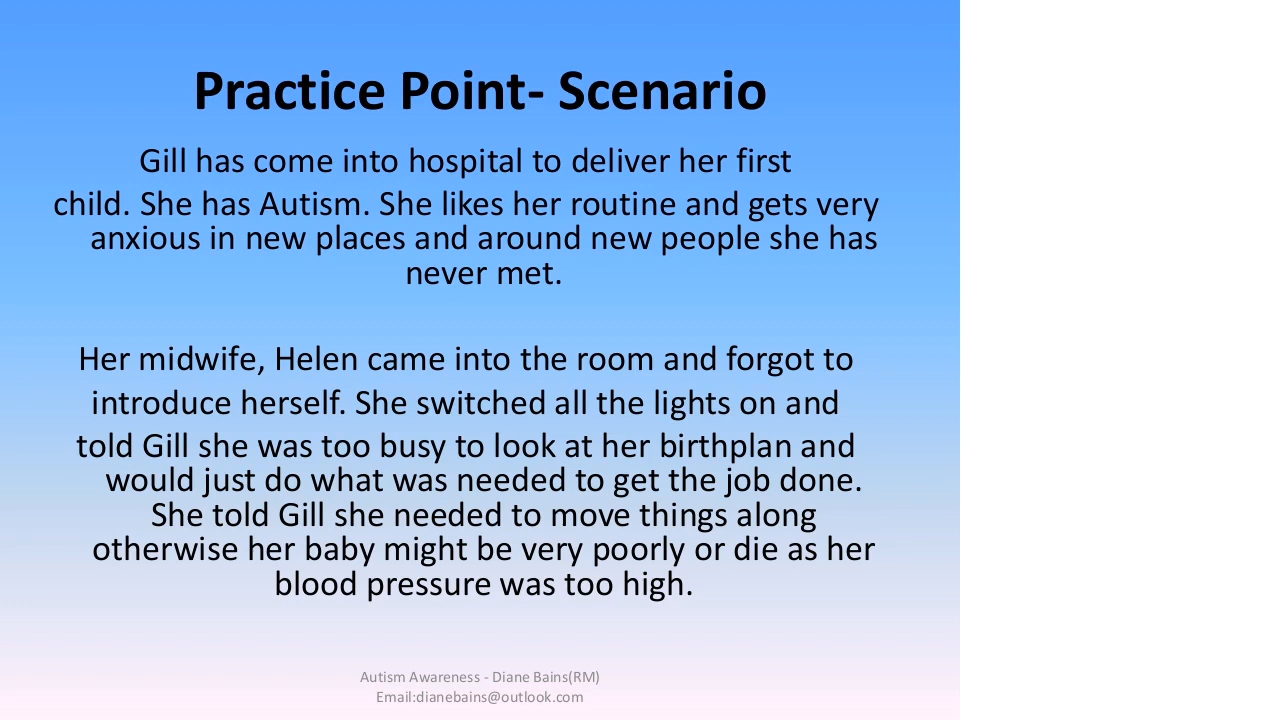 Practice Point- Scenario
Gill has come into hospital to deliver her first
child. She has Autism. She likes her routine and gets very
anxious in new places and around new people she has
never met.
Her midwife, Helen came into the room and forgot to
introduce herself. She switched all the lights on and
told Gill she was too busy to look at her birthplan and
would just do what was needed to get the job done.
She told Gill she needed to move things along
otherwise her baby might be very poorly or die as her
blood pressure was too high.
Autism Awareness - Diane Bains(RM)
Email:dianebains@outlook.com